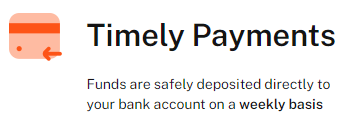 Timely Payments
Funds are safely deposited directly to
your bank account on a weekly basis